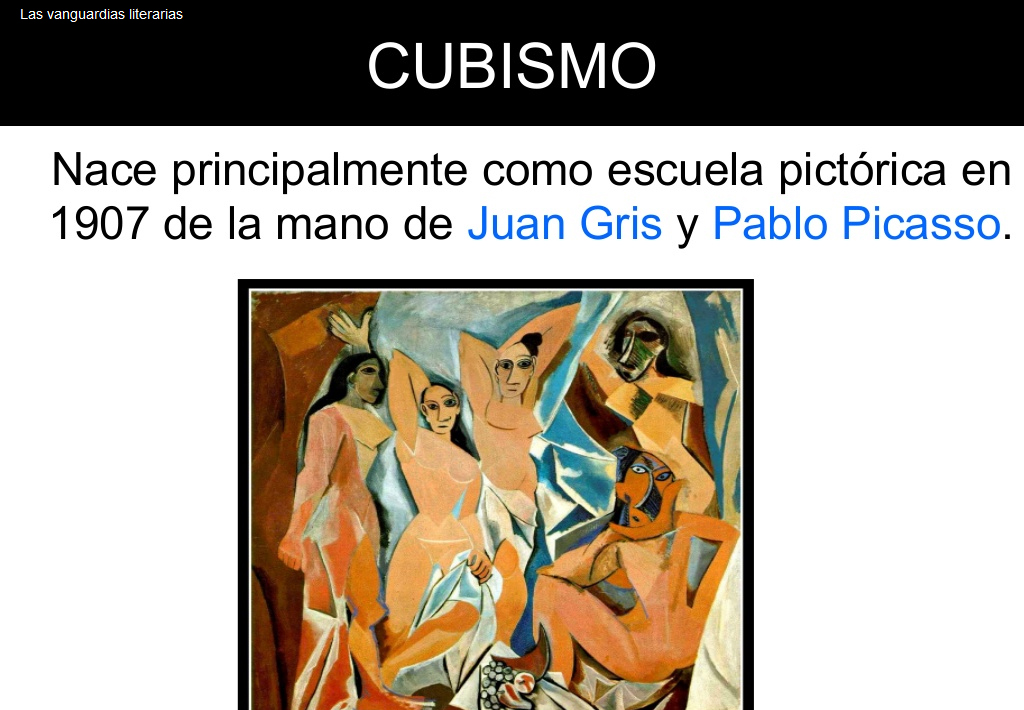 Las vanguardias literarias
CUBISMO
Nace principalmente como escuela pictórica en
1907 de la mano de Juan Gris y Pablo Picasso.